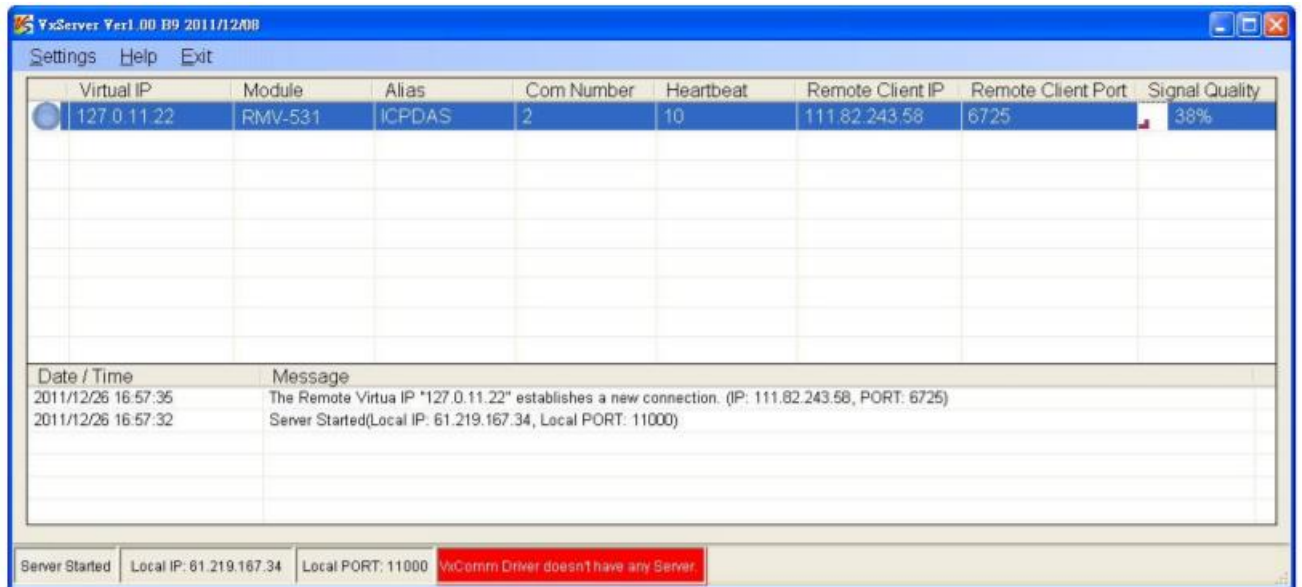 VxServer Ver1.00 B9 2011/12/08
Settings Help Exit
Virtual IP Module Alias Com Number Heartbeat Remote Client IP Remote Client Port Signal Quality
127.0.11.22 RMV-531 ICPDAS 2 10 111.82.243.58 6725 38%
Date / Time Message
2011/12/26 16:57:35 The Remote Virtua IP "127.0.11.22" establishes a new connection. (IP: 111.82.243.58, PORT: 6725)
2011/12/26 16:57:32 Server Started(Local IP: 61.219.167.34, Local PORT: 11000)
Server Started Local IP: 61.219.167.34 Local PORT: 11000 VxComm Driver doesn't have any Server.